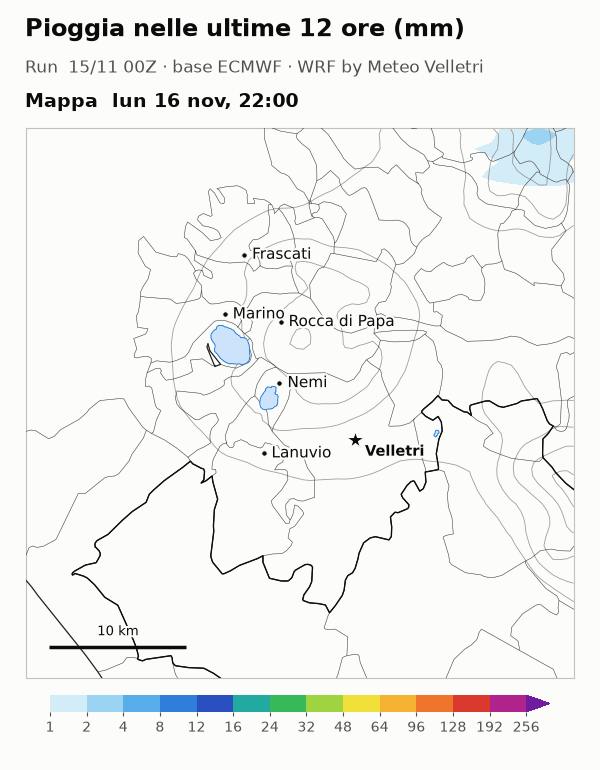 Pioggia nelle ultime 12 ore (mm)
Run  15/11 00Z · base ECMWF · WRF by Meteo Velletri
Mappa  lun 16 nov, 22:00
Frascati
Marino
Rocca di Papa
Nemi
Velletri
Lanuvio
10 km
1 2 4 8 12 16 24 32 48 64 96 128 192 256